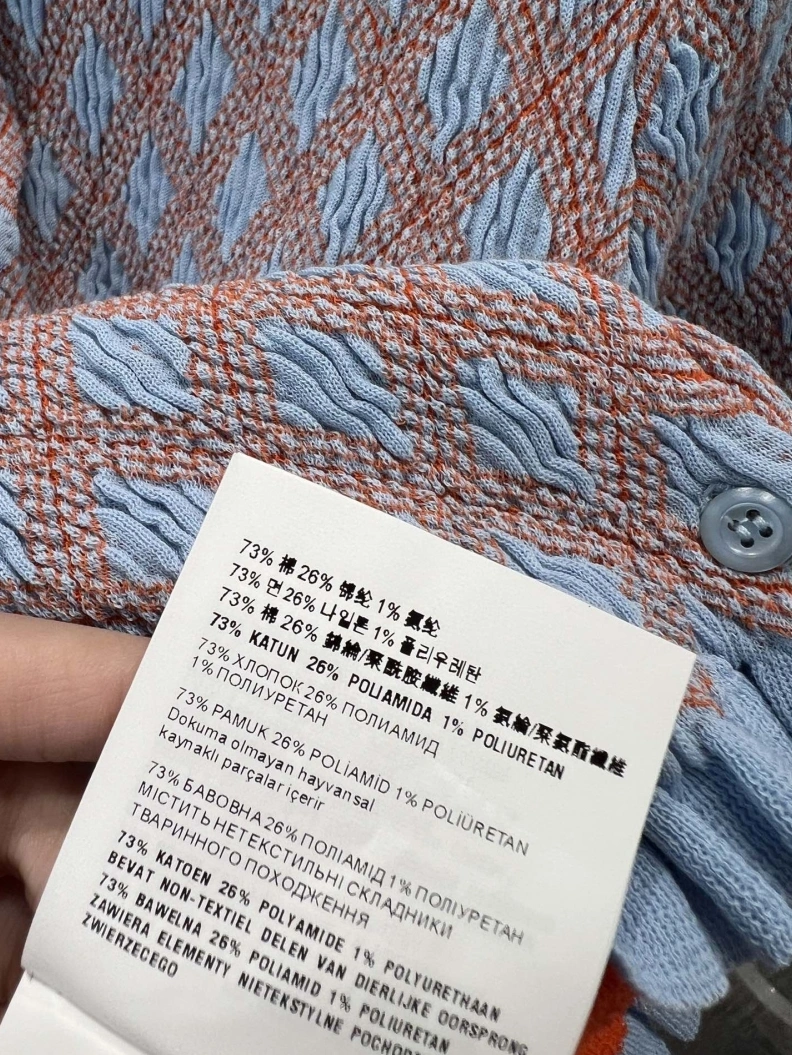 73% 棉 26% 锦纶 1% 氨纶
73% 면 26% 나일론 1% 폴리우레탄
73% 棉 26% 錦綸/聚酰胺纖維 1% 氨綸/聚氨酯纖維
73% KATUN 26% POLIAMIDA 1% POLIURETAN
73% ХЛОПОК 26% ПОЛИАМИД
1% ПОЛИУРЕТАН
73% PAMUK 26% POLİAMİD 1% POLİÜRETAN
Dokuma olmayan hayvansal
kaynaklı parçalar içerir
73% БАВОВНА 26% ПОЛІАМІД 1% ПОЛІУРЕТАН
МІСТИТЬ НЕТЕКСТИЛЬНІ СКЛАДНИКИ
ТВАРИННОГО ПОХОДЖЕННЯ
73% KATOEN 26% POLYAMIDE 1% POLYURETHAAN
BEVAT NON-TEXTIEL DELEN VAN DIERLIJKE OORSPRONG
73% BAWELNA 26% POLIAMID 1% POLIURETAN
ZAWIERA ELEMENTY NIETEKSTYLNE
ZWIERZECEGO